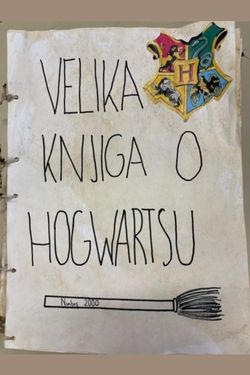 VELIKA
KNJIGA O
HOGWARTSU
H
Nimbus 2000